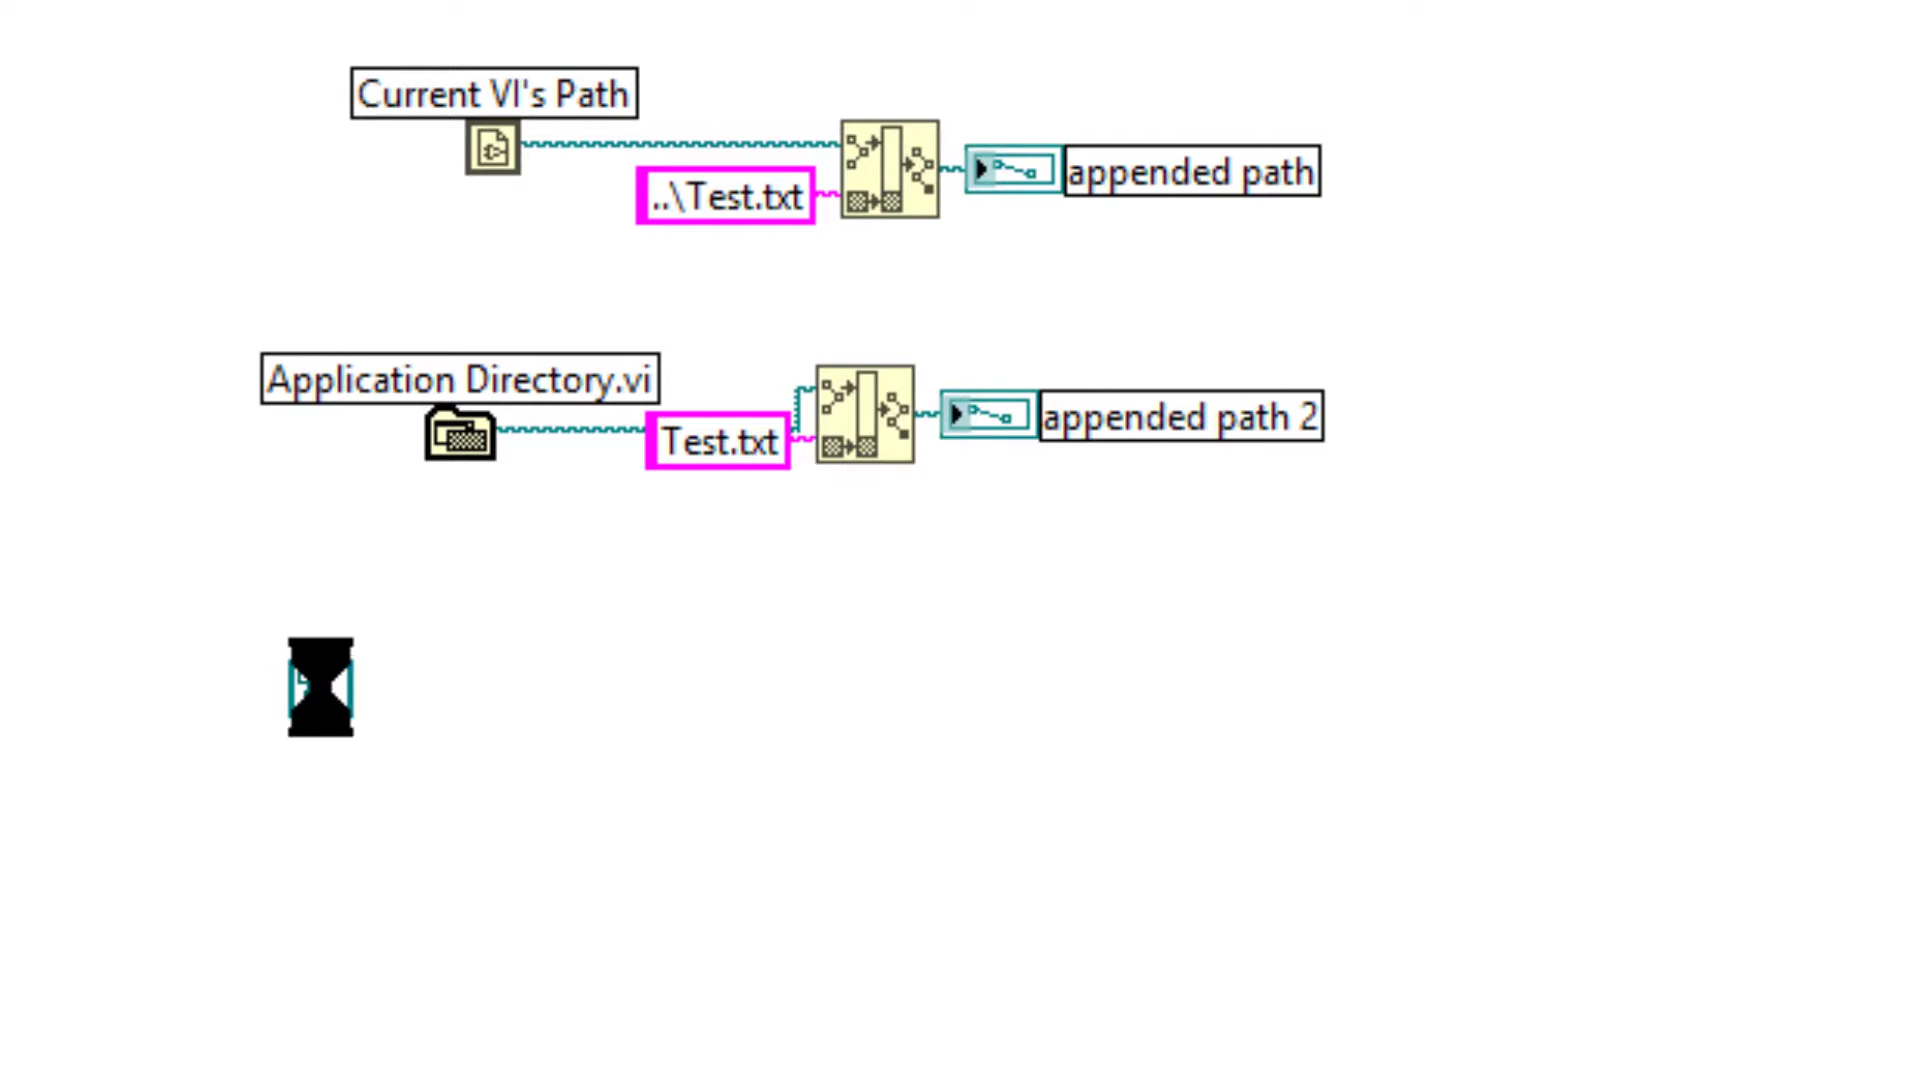 Current VI's Path
..\Test.txt
appended path
Application Directory.vi
Test.txt
appended path 2